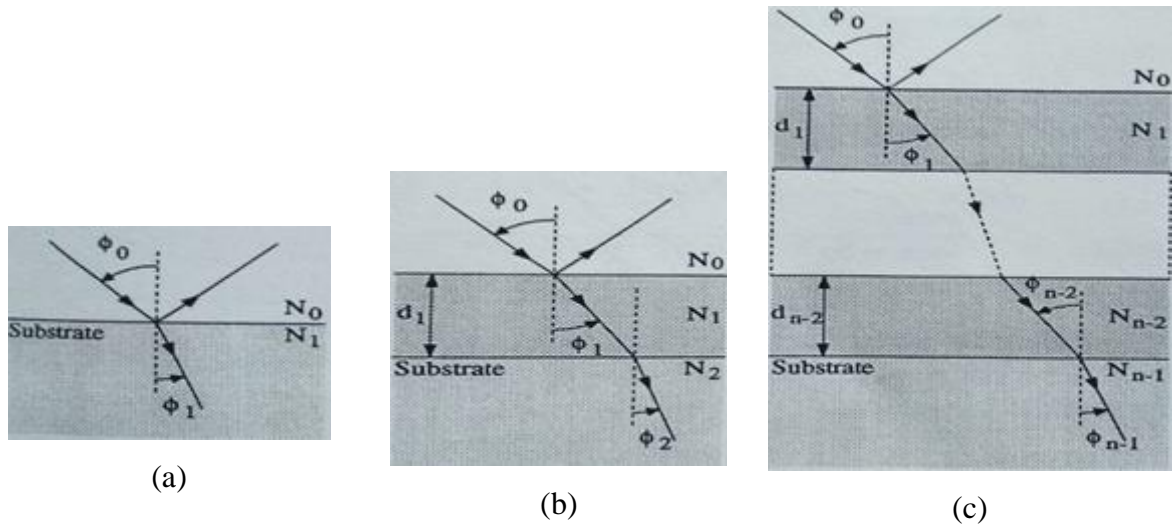 ϕ0
N0
Substrate
N1
ϕ1
(a)
ϕ0
N0
d1
N1
ϕ1
Substrate
N2
ϕ2
(b)
ϕ0
N0
d1
N1
ϕ1
ϕn-2
dn-2
Nn-2
Substrate
Nn-1
ϕn-1
(c)